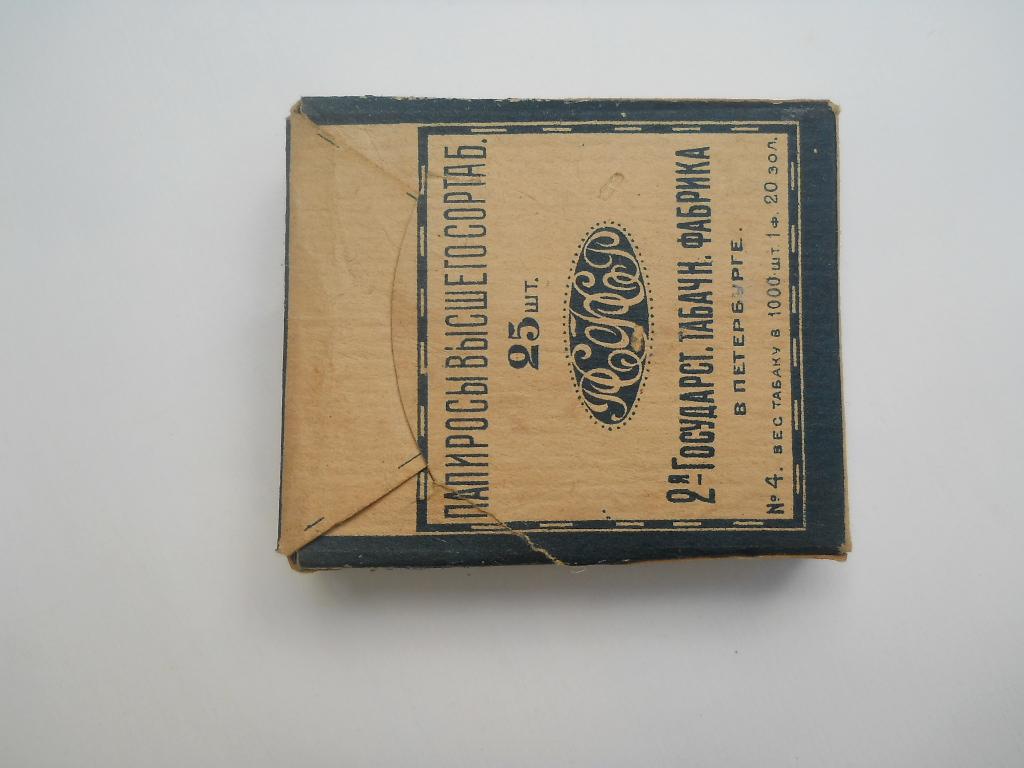 ПАПИРОСЫ ВЫСШЕГО СОРТА Б.
25 ШТ.
РСФСР
2Я-ГОСУДАРСТ. ТАБАЧН. ФАБРИКА
В ПЕТЕРБУРГЕ.
№ 4. ВЕС ТАБАКУ В 1000 ШТ. 1 Ф. 20 ЗОЛ.